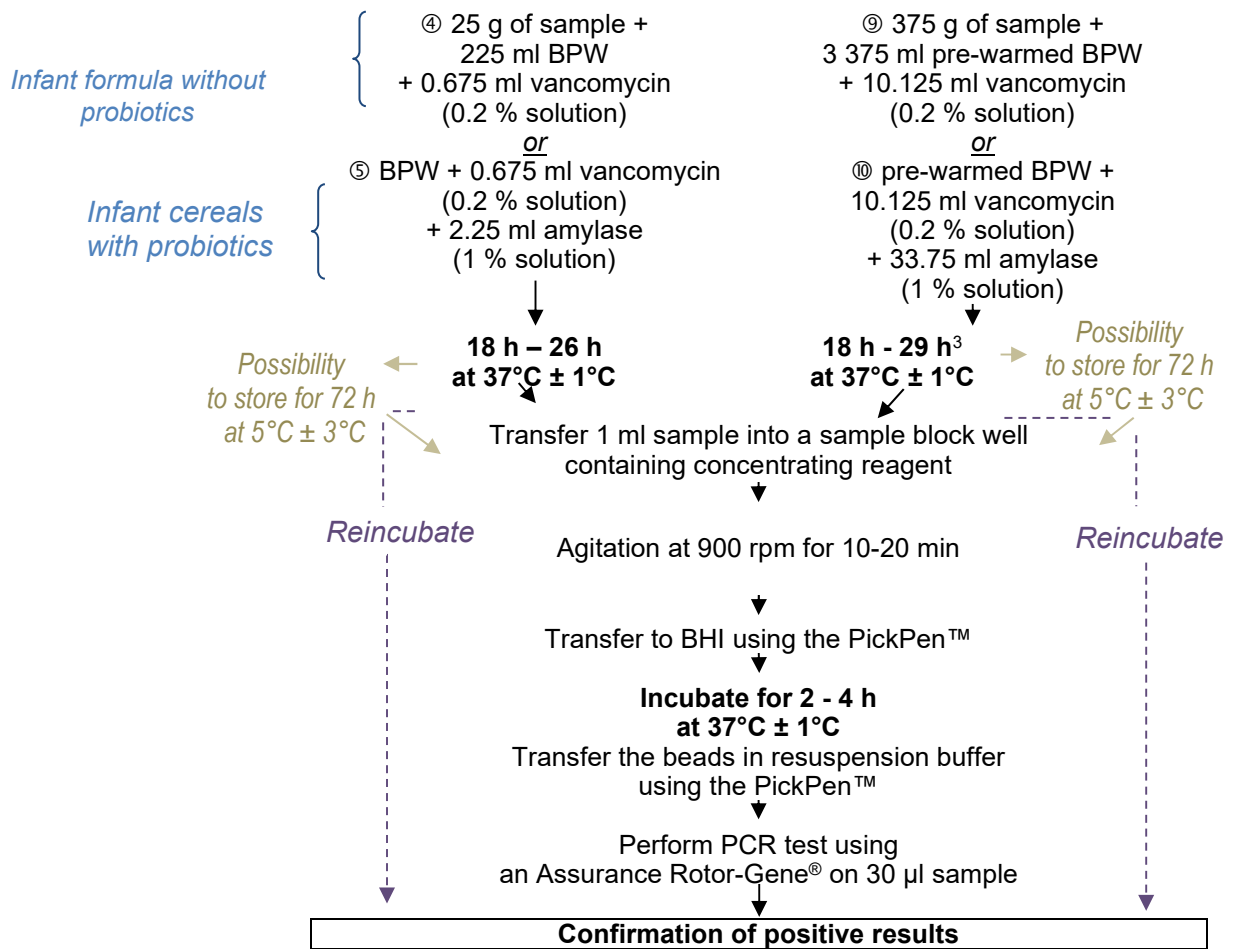 Infant formula without
probiotics
④ 25 g of sample +
225 ml BPW
+ 0.675 ml vancomycin
(0.2 % solution)
or
Infant cereals
with probiotics
⑤ BPW + 0.675 ml vancomycin
(0.2 % solution)
+ 2.25 ml amylase
(1 % solution)
⑨ 375 g of sample +
3 375 ml pre-warmed BPW
+ 10.125 ml vancomycin
(0.2 % solution)
or
⑩ pre-warmed BPW +
10.125 ml vancomycin
(0.2 % solution)
+ 33.75 ml amylase
(1 % solution)
Possibility
to store for 72 h
at 5°C ± 3°C
18 h – 26 h
at 37°C ± 1°C
18 h - 29 h³
at 37°C ± 1°C
Possibility
to store for 72 h
at 5°C ± 3°C
Transfer 1 ml sample into a sample block well
containing concentrating reagent
Reincubate
Agitation at 900 rpm for 10-20 min
Reincubate
Transfer to BHI using the PickPen™
Incubate for 2 - 4 h
at 37°C ± 1°C
Transfer the beads in resuspension buffer
using the PickPen™
Perform PCR test using
an Assurance Rotor-Gene® on 30 µl sample
Confirmation of positive results